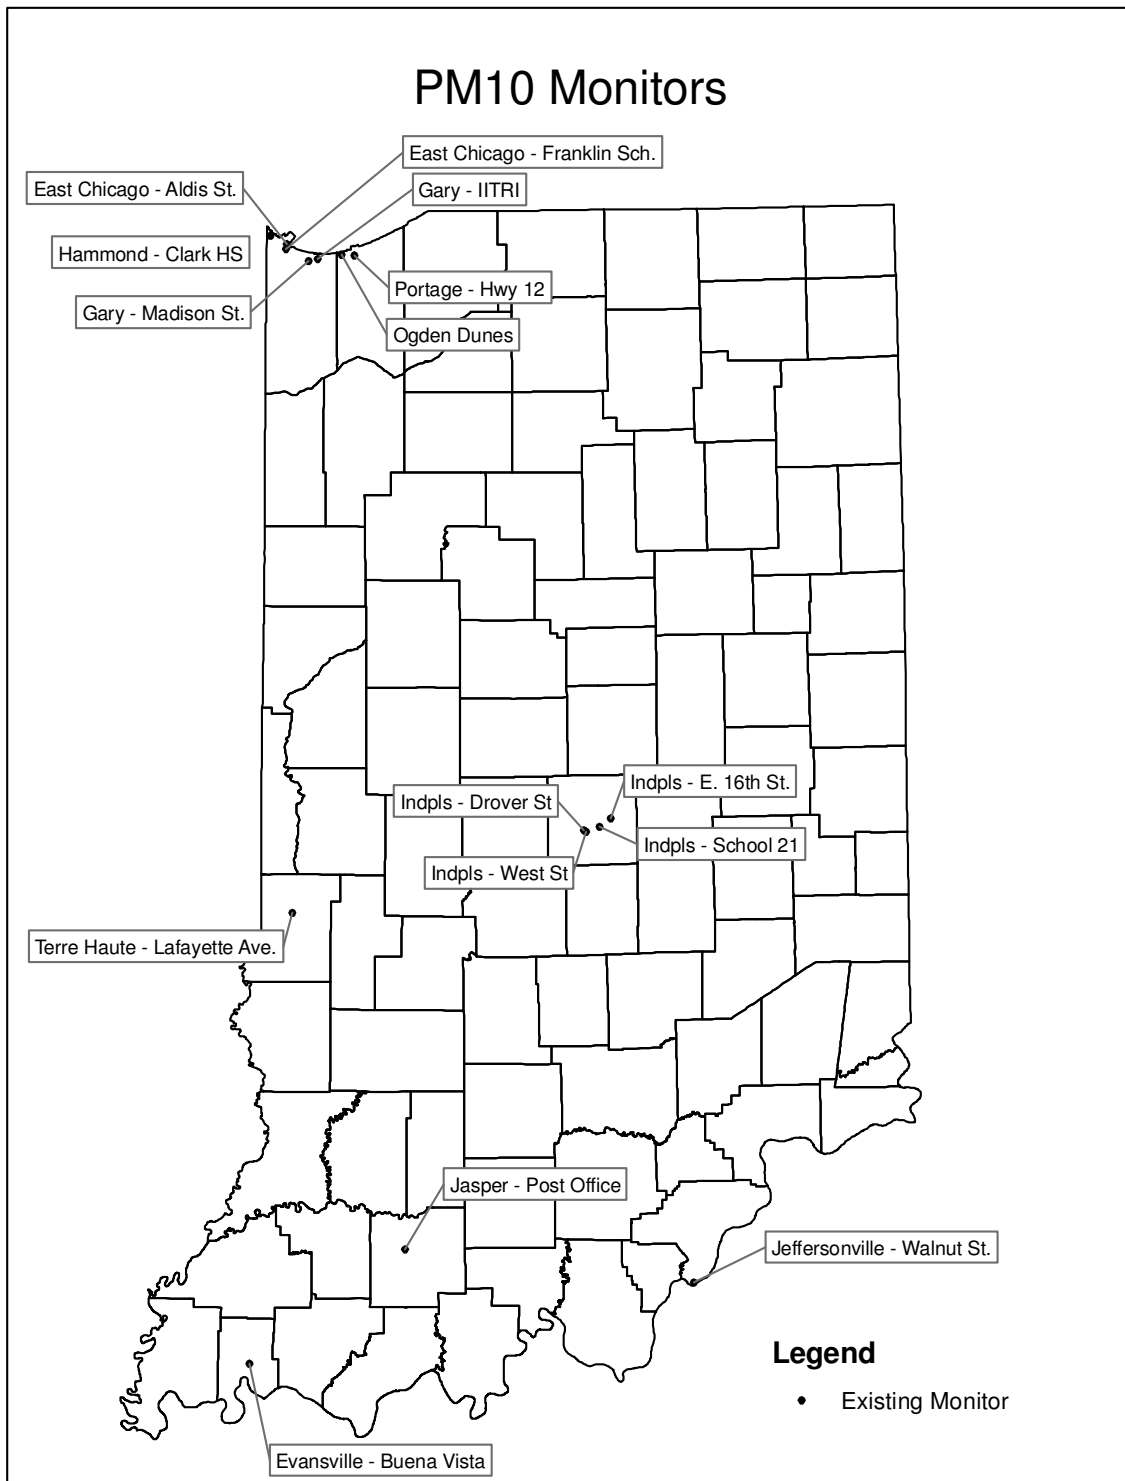 PM10 Monitors
East Chicago - Franklin Sch.
East Chicago - Aldis St.
Gary - IITRI
Hammond - Clark HS
Portage - Hwy 12
Gary - Madison St.
Ogden Dunes
Indpls - E. 16th St.
Indpls - Drover St
Indpls - School 21
Indpls - West St
Terre Haute - Lafayette Ave.
Jasper - Post Office
Jeffersonville - Walnut St.
Legend
Existing Monitor
Evansville - Buena Vista